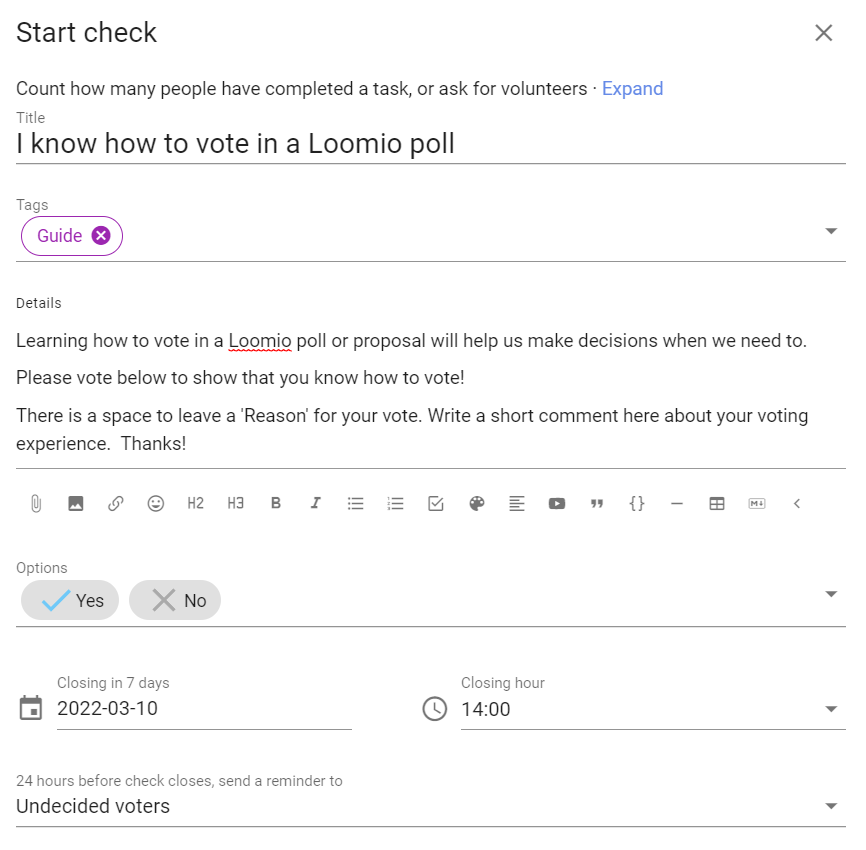 Start check
Count how many people have completed a task, or ask for volunteers · Expand
Title
I know how to vote in a Loomio poll
Tags
Guide
Details
Learning how to vote in a Loomio poll or proposal will help us make decisions when we need to.
Please vote below to show that you know how to vote!
There is a space to leave a 'Reason' for your vote. Write a short comment here about your voting
experience.  Thanks!
H2 H3 B I {} M↓
Options
Yes No
Closing in 7 days Closing hour
2022-03-10 14:00
24 hours before check closes, send a reminder to
Undecided voters